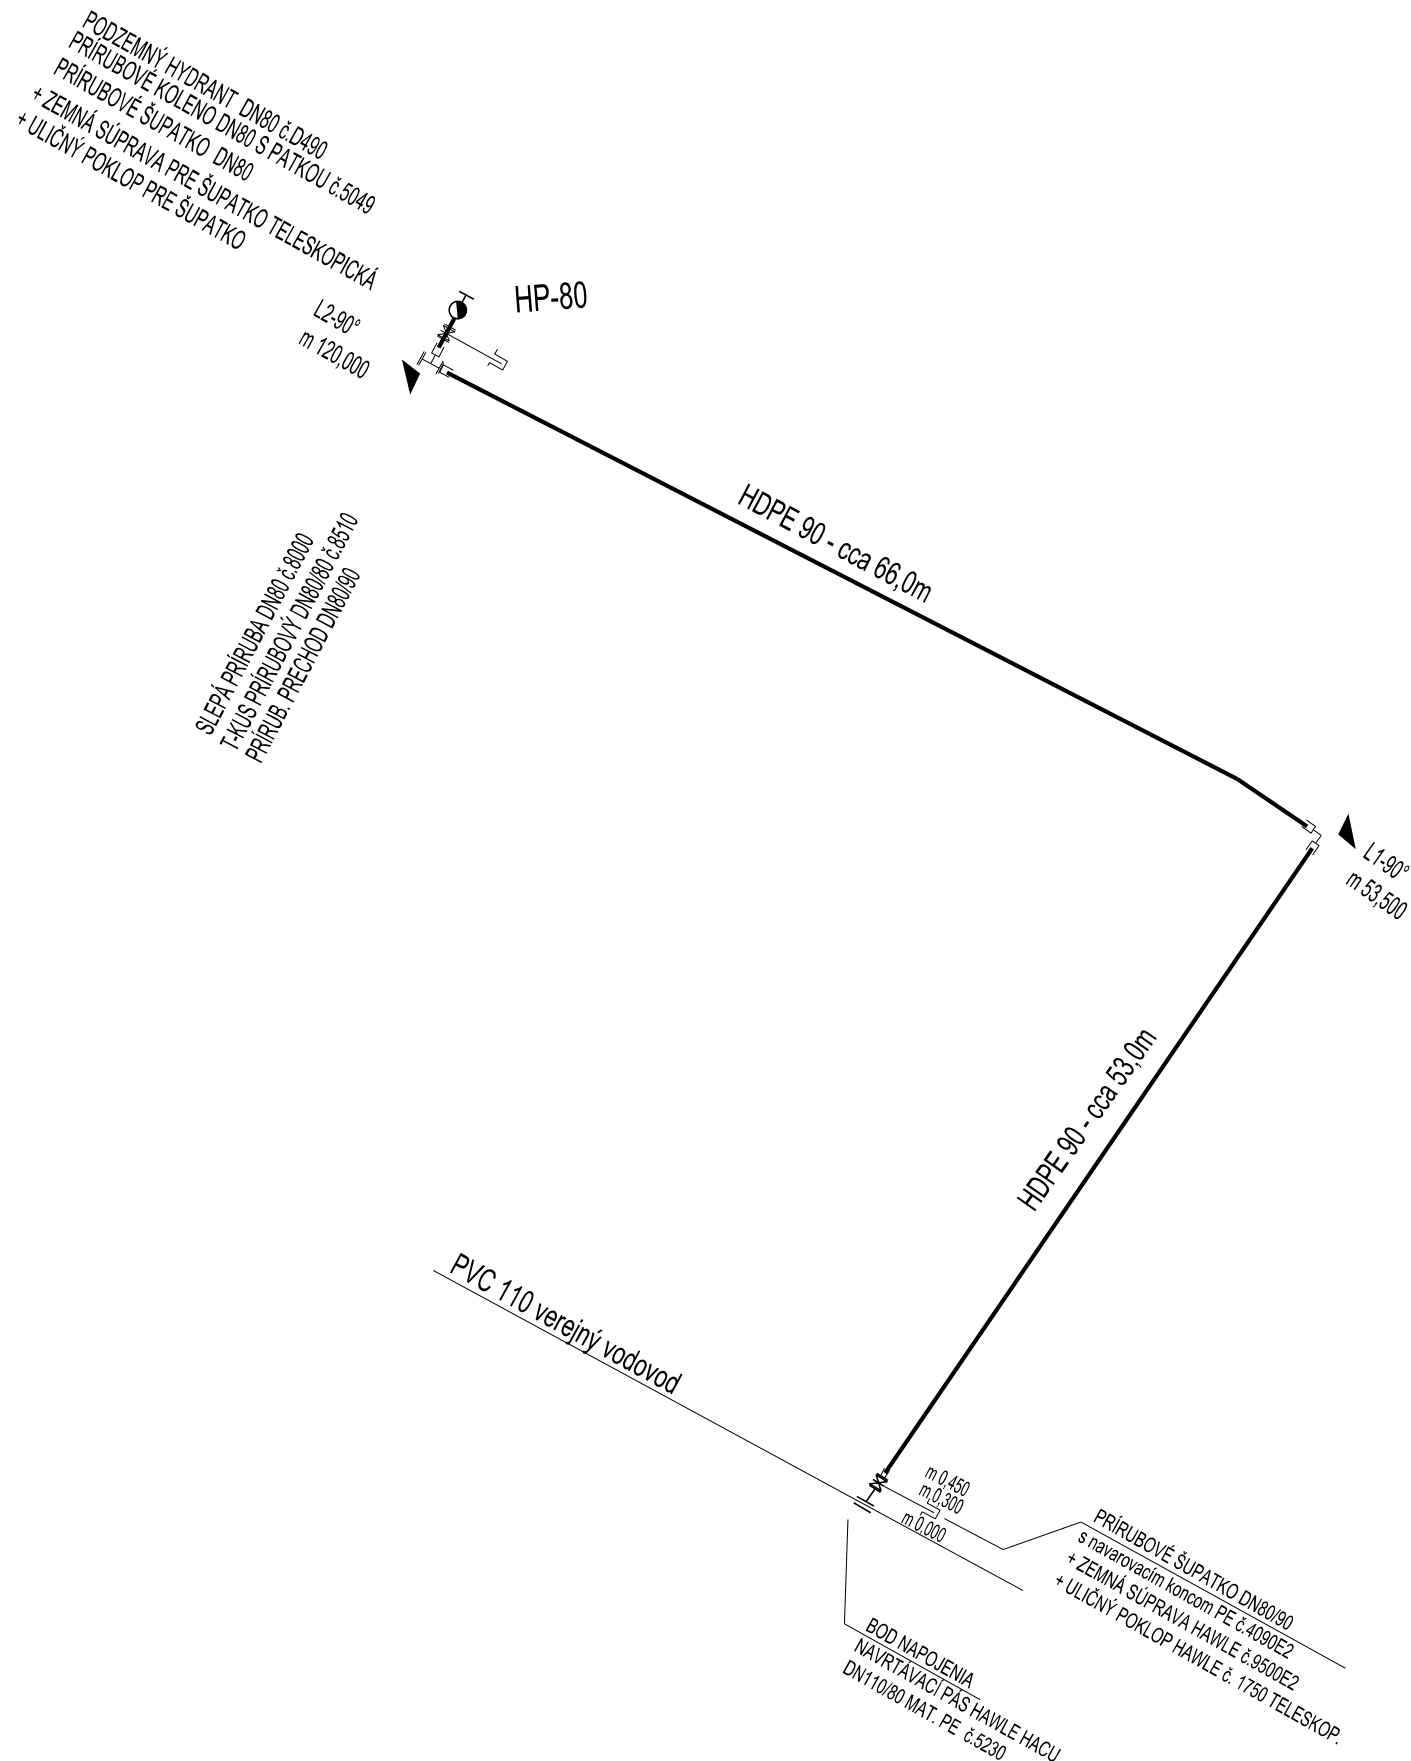 PODZEMNÝ HYDRANT DN80 č.D490
PRÍRUBOVÉ KOLENO DN80 S PATKOU č.5049
PRÍRUBOVÉ ŠUPATKO DN80
+ ZEMNÁ SÚPRAVA PRE ŠUPATKO TELESKOPICKÁ
+ ULIČNÝ POKLOP PRE ŠUPATKO
HP-80
L2-90°
m 120,000
HDPE 90 - cca 66,0m
SLEPÁ PRÍRUBA DN80 č.8000
T-KUS PRÍRUBOVÝ DN80/80 č.8510
PRÍRUB. PRECHOD DN80/90
L1-90°
m 53,500
HDPE 90 - cca 53,0m
PVC 110 verejný vodovod
m 0,450
m 0,300
m 0,000
PRÍRUBOVÉ ŠUPATKO DN80/90
s navarovacím koncom PE č.4090E2
+ ZEMNÁ SÚPRAVA HAWLE č.9500E2
+ ULIČNÝ POKLOP HAWLE č. 1750 TELESKOP.
BOD NAPOJENIA
NAVRTÁVACÍ PÁS HAWLE HACU
DN110/80 MAT. PE č.5230